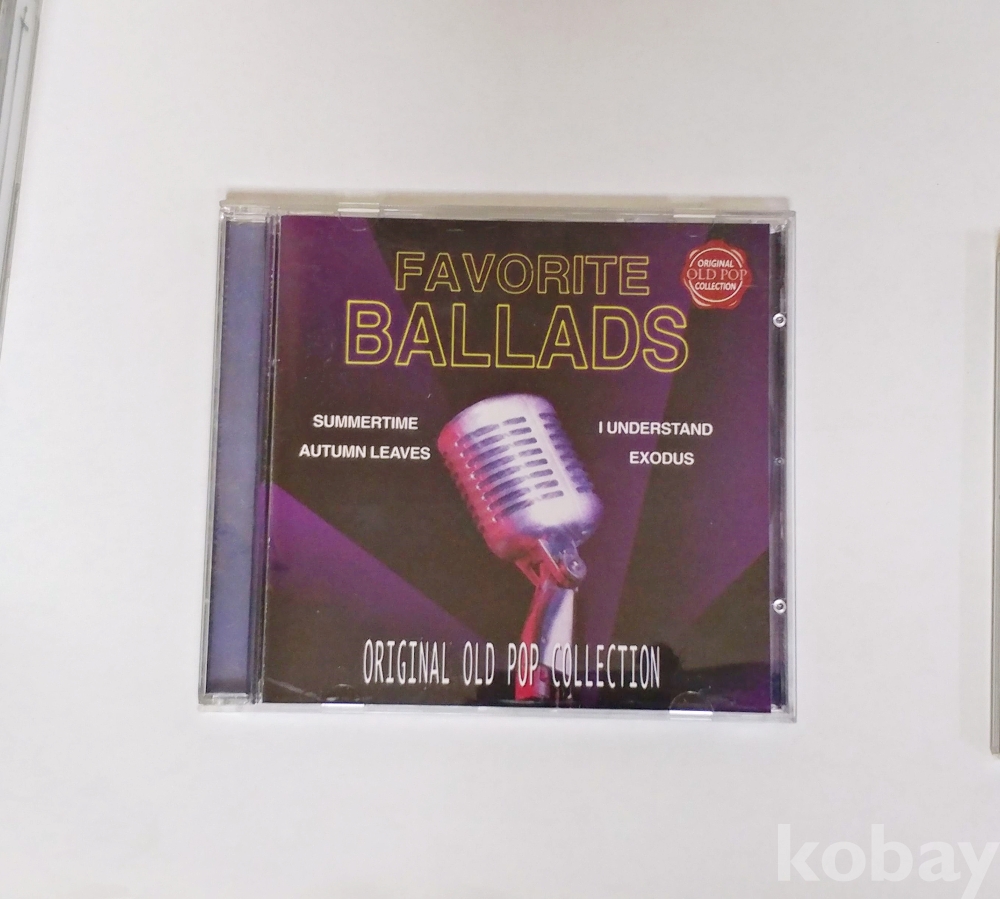 FAVORITE
BALLADS
ORIGINAL
OLD POP
COLLECTION
SUMMERTIME
AUTUMN LEAVES
I UNDERSTAND
EXODUS
ORIGINAL OLD POP COLLECTION
kobay